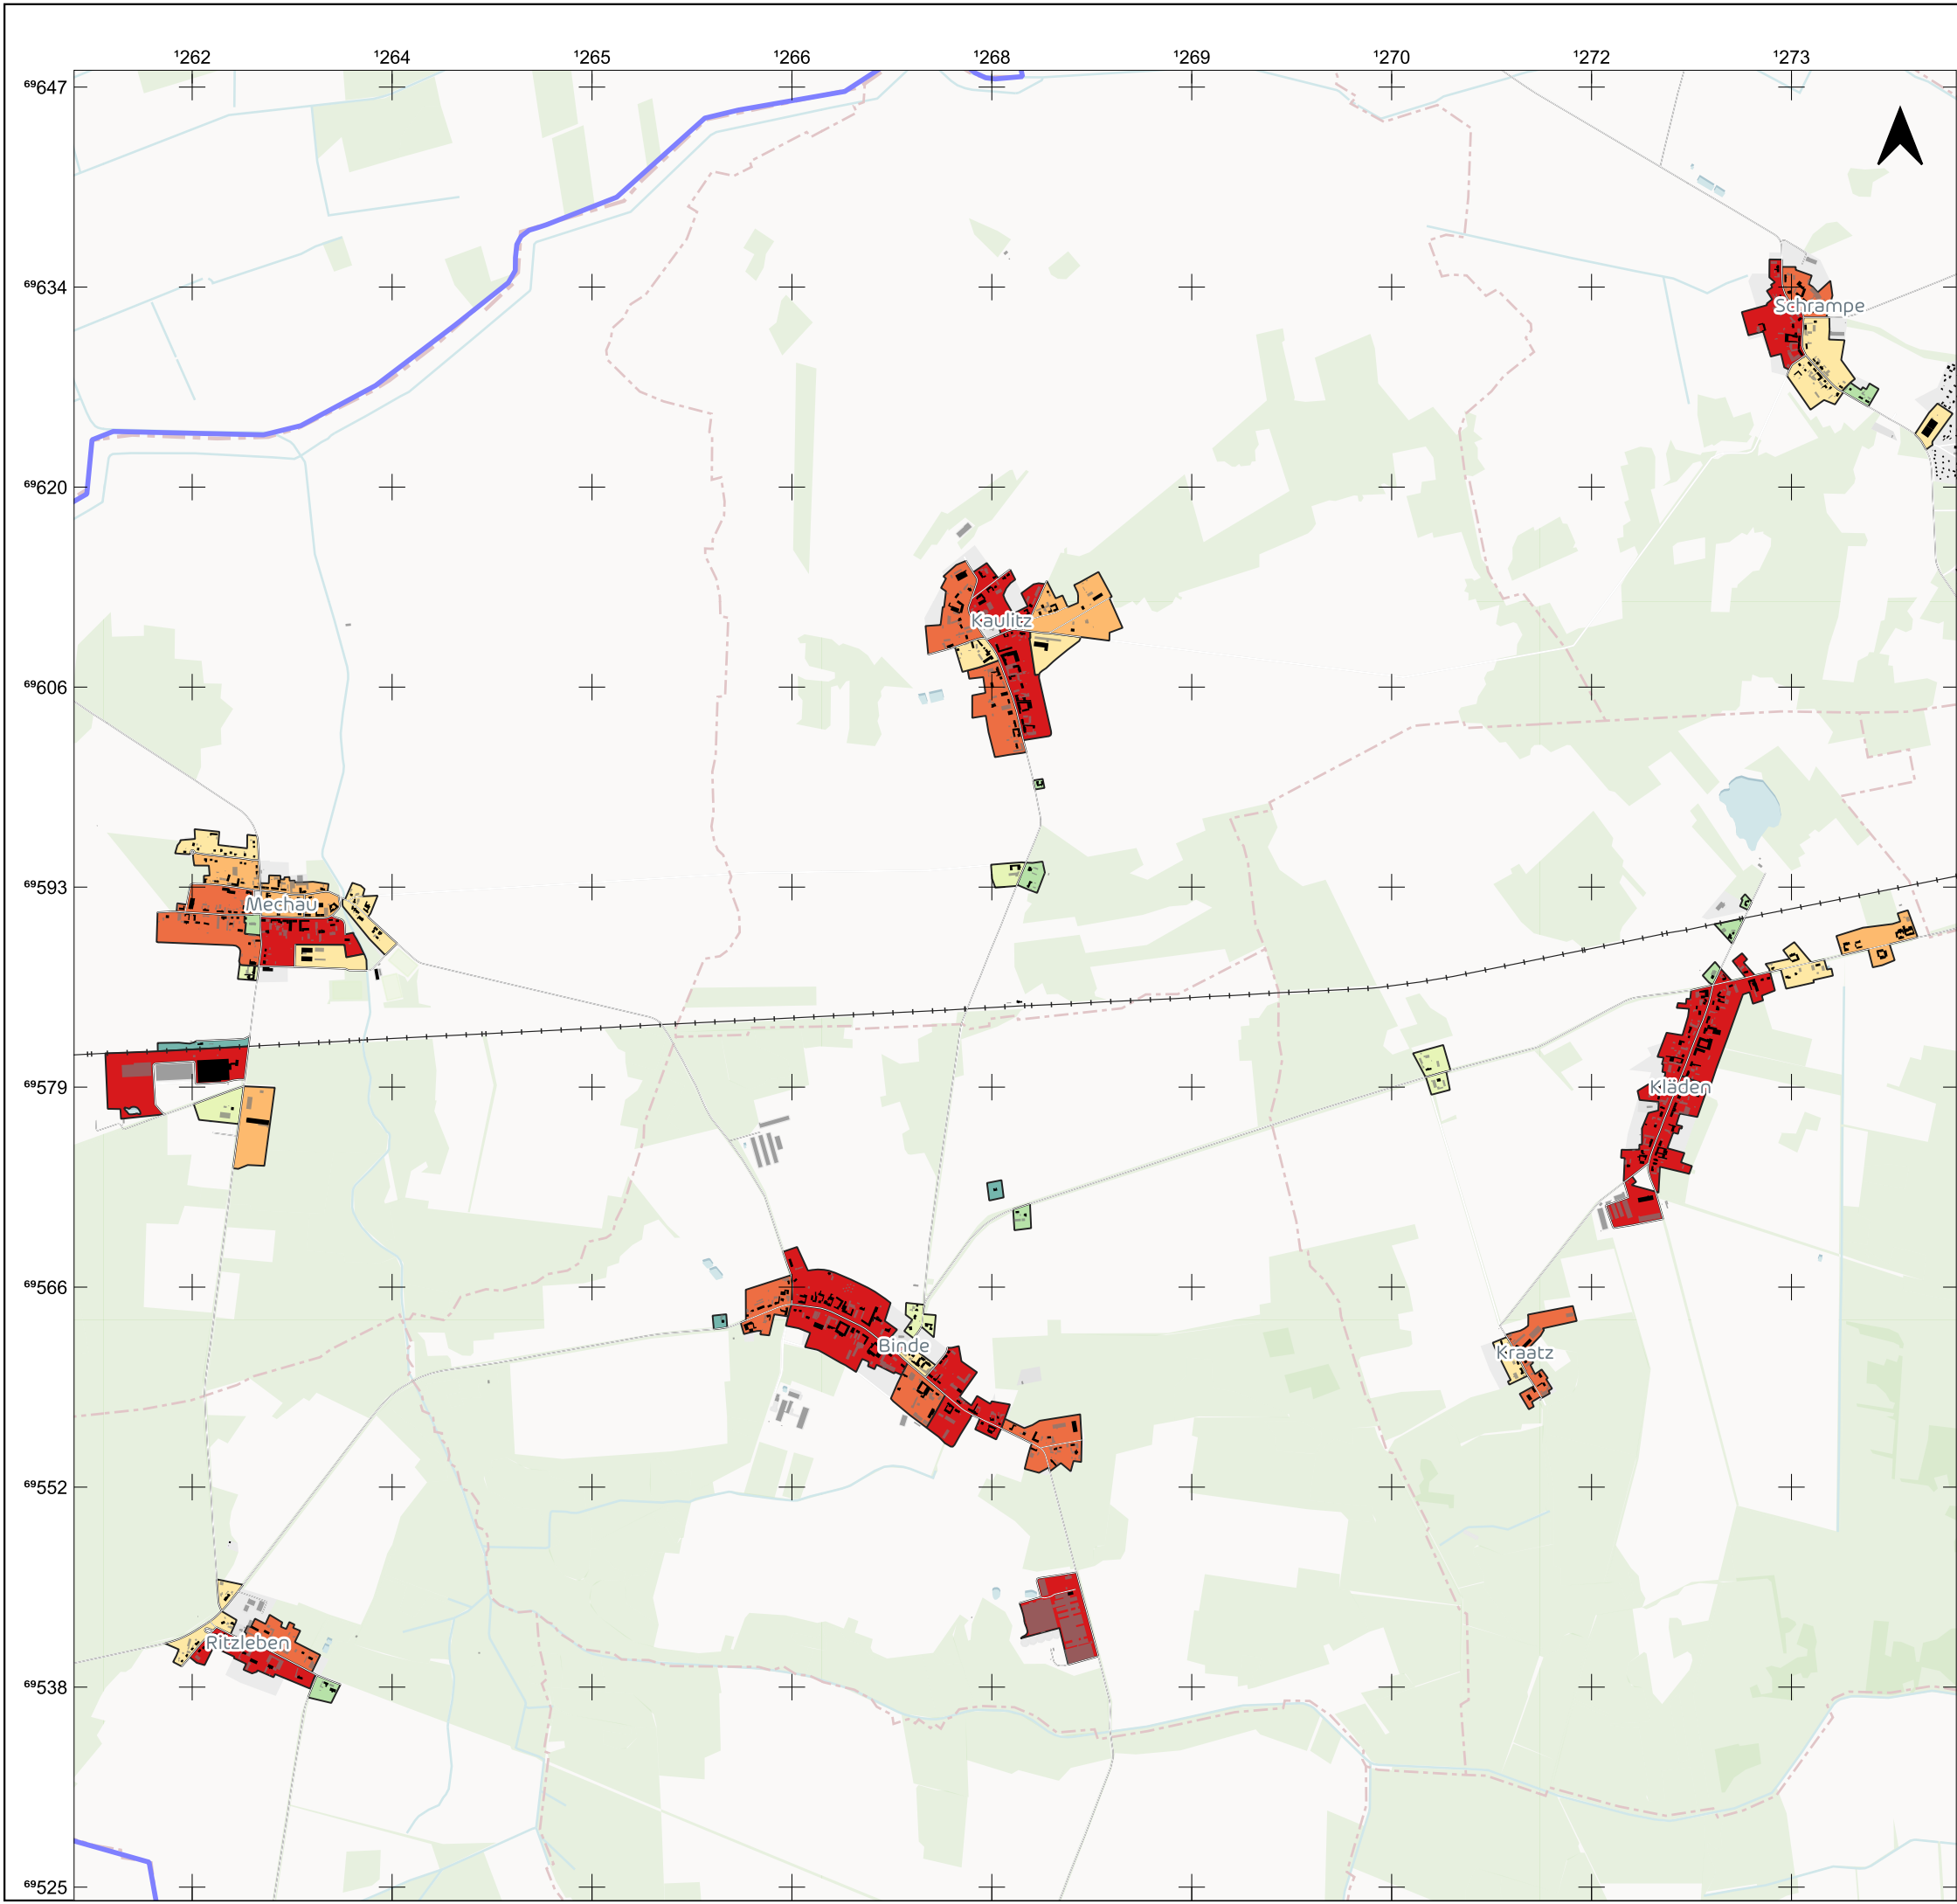 ¹262 ¹264 ¹265 ¹266 ¹268 ¹269 ¹270 ¹272 ¹273
⁶⁹647
⁶⁹634
Schrampe
⁶⁹620
Kaulitz
⁶⁹606
⁶⁹593
Mechau
⁶⁹579
Kläden
⁶⁹566
Binde
Kraatz
⁶⁹552
Ritzleben
⁶⁹538
⁶⁹525